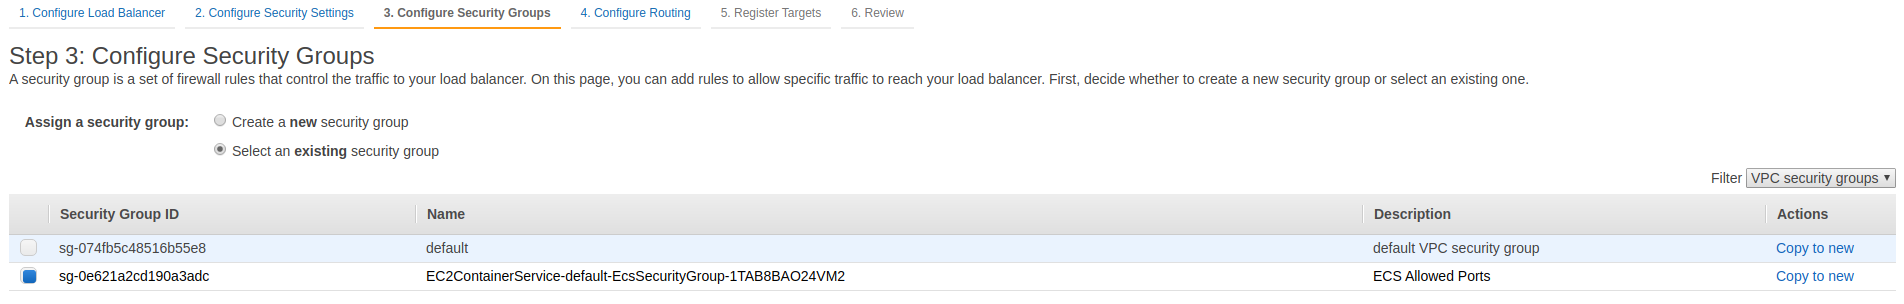 1. Configure Load Balancer 2. Configure Security Settings 3. Configure Security Groups 4. Configure Routing 5. Register Targets 6. Review
Step 3: Configure Security Groups
A security group is a set of firewall rules that control the traffic to your load balancer. On this page, you can add rules to allow specific traffic to reach your load balancer. First, decide whether to create a new security group or select an existing one.
Assign a security group: Create a new security group
Select an existing security group
Filter VPC security groups
Security Group ID Name Description Actions
sg-074fb5c48516b55e8 default default VPC security group Copy to new
sg-0e621a2cd190a3adc EC2ContainerService-default-EcsSecurityGroup-1TAB8BAO24VM2 ECS Allowed Ports Copy to new